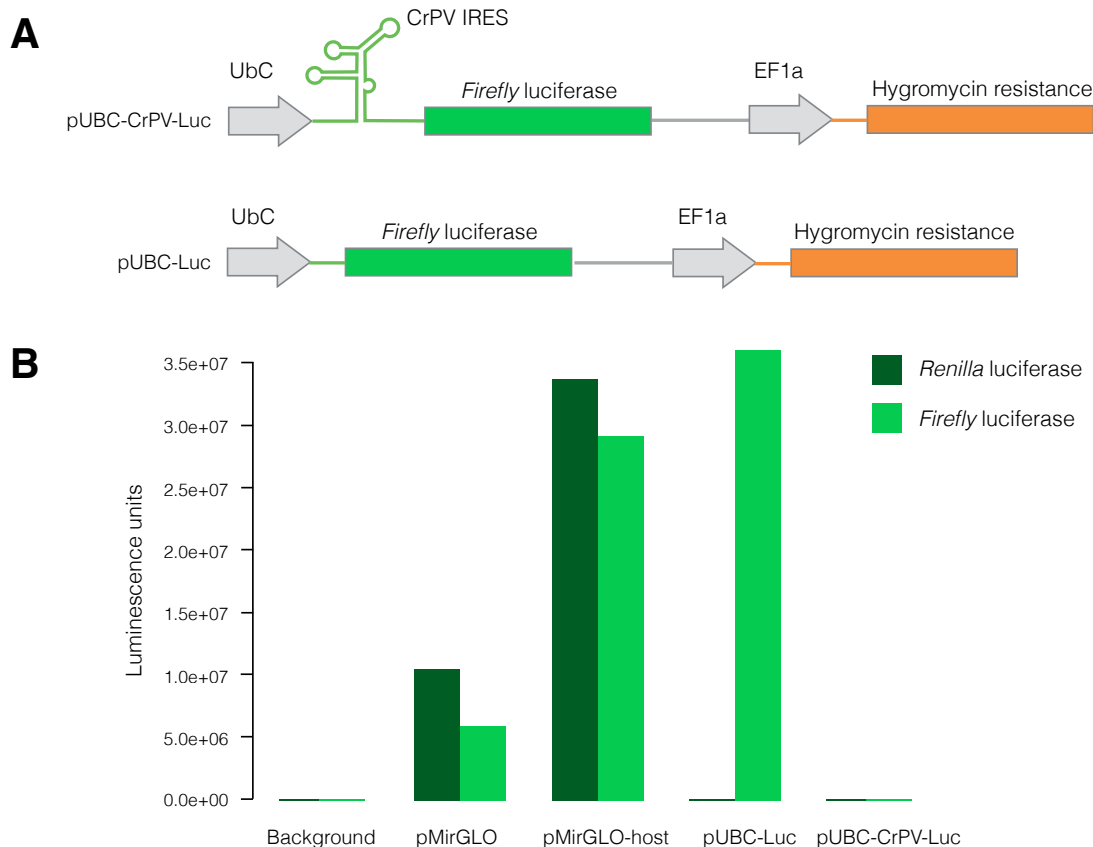 A
CrPV IRES
UbC
Firefly luciferase
EF1a
Hygromycin resistance
pUBC-CrPV-Luc
UbC
Firefly luciferase
EF1a
Hygromycin resistance
pUBC-Luc
B
Luminescence units
3.5e+07
3.0e+07
2.5e+07
2.0e+07
1.5e+07
1.0e+07
5.0e+06
0.0e+00
Renilla luciferase
Firefly luciferase
Background pMirGLO pMirGLO-host pUBC-Luc pUBC-CrPV-Luc